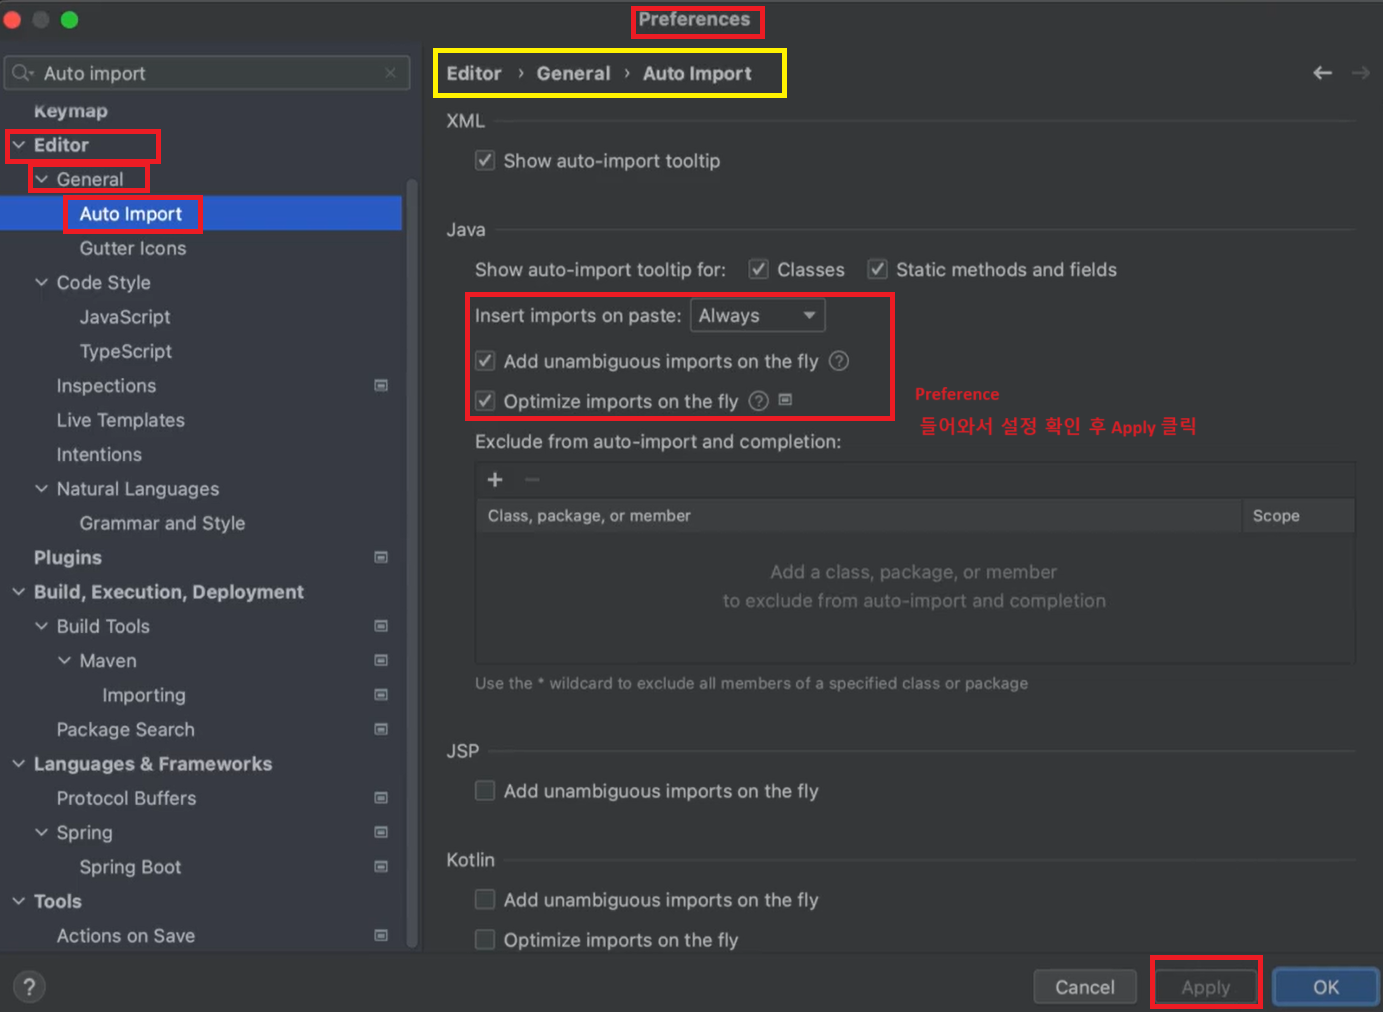 Preferences
Auto import
Keymap
Editor
General
Auto Import
Gutter Icons
Code Style
JavaScript
TypeScript
Inspections
Live Templates
Intentions
Natural Languages
Grammar and Style
Plugins
Build, Execution, Deployment
Build Tools
Maven
Importing
Package Search
Languages & Frameworks
Protocol Buffers
Spring
Spring Boot
Tools
Actions on Save
?
Editor › General › Auto Import
XML
Show auto-import tooltip
Java
Show auto-import tooltip for: Classes Static methods and fields
Insert imports on paste: Always
Add unambiguous imports on the fly ?
Optimize imports on the fly ?
Preference
들어와서 설정 확인 후 Apply 클릭
Exclude from auto-import and completion:
Class, package, or member Scope
Add a class, package, or member
to exclude from auto-import and completion
Use the * wildcard to exclude all members of a specified class or package
JSP
Add unambiguous imports on the fly
Kotlin
Add unambiguous imports on the fly
Optimize imports on the fly
Cancel Apply OK